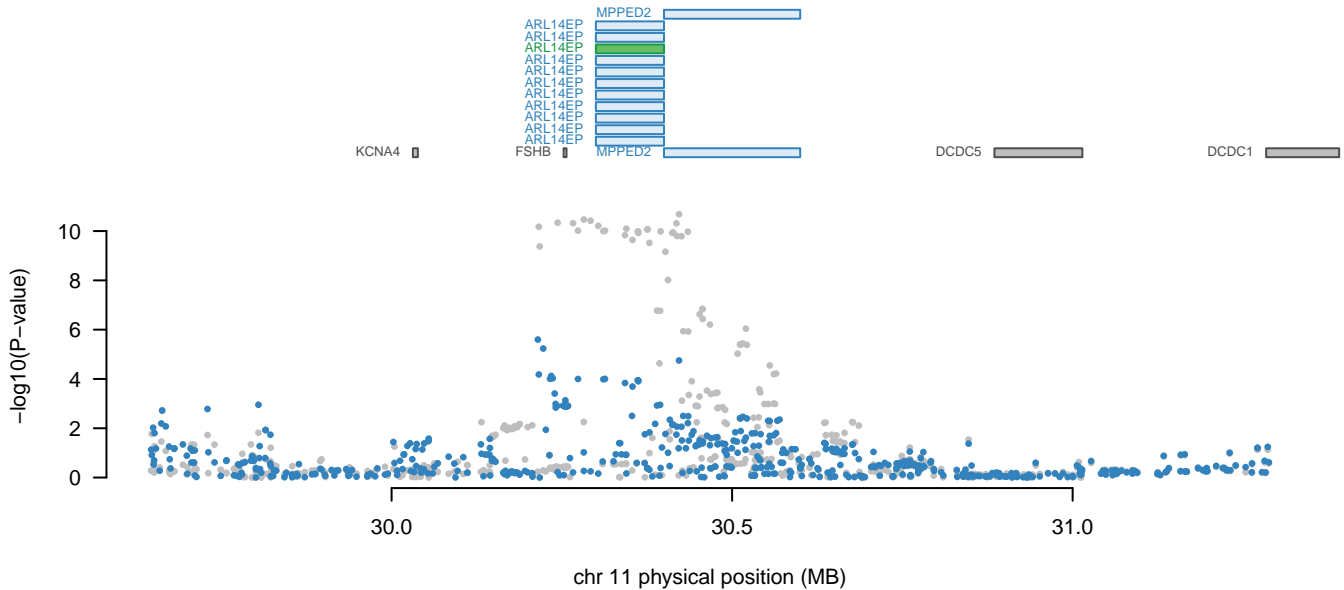 MPPED2
ARL14EP
ARL14EP
ARL14EP
ARL14EP
ARL14EP
ARL14EP
ARL14EP
ARL14EP
ARL14EP
ARL14EP
ARL14EP
KCNA4 FSHB MPPED2 DCDC5 DCDC1
10
8
6
4
2
0
−log10(P−value)
30.0 30.5 31.0
chr 11 physical position (MB)